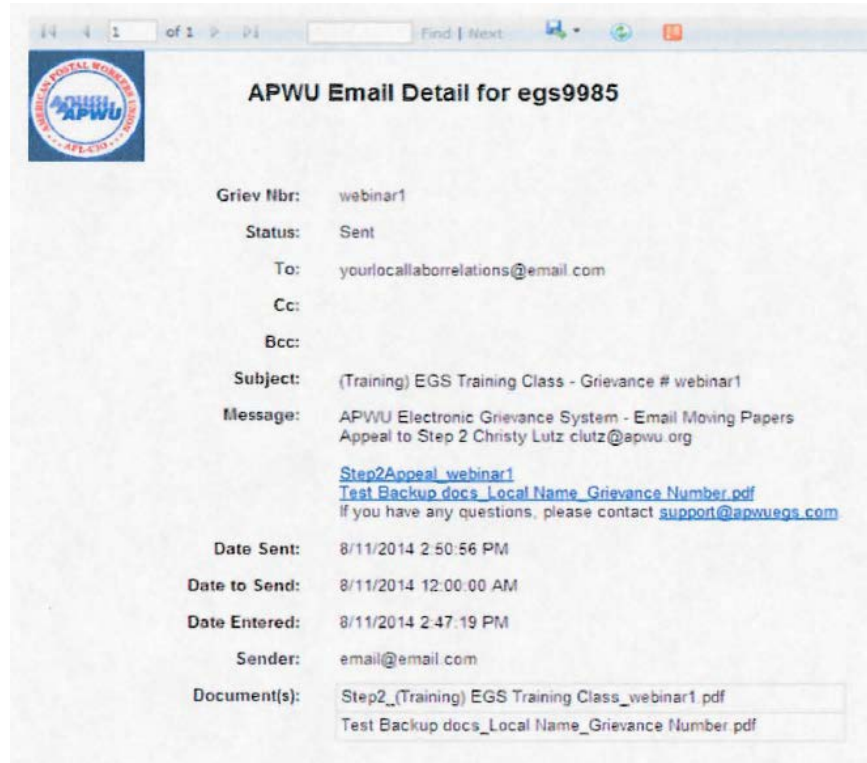 1 of 1 Find | Next
AMERICAN POSTAL WORKERS UNION
APWU
AFL-CIO
APWU Email Detail for egs9985
Griev Nbr: webinar1
Status: Sent
To: yourlocallaborrelations@email.com
Cc:
Bcc:
Subject: (Training) EGS Training Class - Grievance # webinar1
Message: APWU Electronic Grievance System - Email Moving Papers
Appeal to Step 2 Christy Lutz clutz@apwu.org
Step2Appeal_webinar1
Test Backup docs_Local Name_Grievance Number.pdf
If you have any questions, please contact support@apwuegs.com
Date Sent: 8/11/2014 2:50:56 PM
Date to Send: 8/11/2014 12:00:00 AM
Date Entered: 8/11/2014 2:47:19 PM
Sender: email@email.com
Document(s): Step2_(Training) EGS Training Class_webinar1.pdf
Test Backup docs_Local Name_Grievance Number.pdf